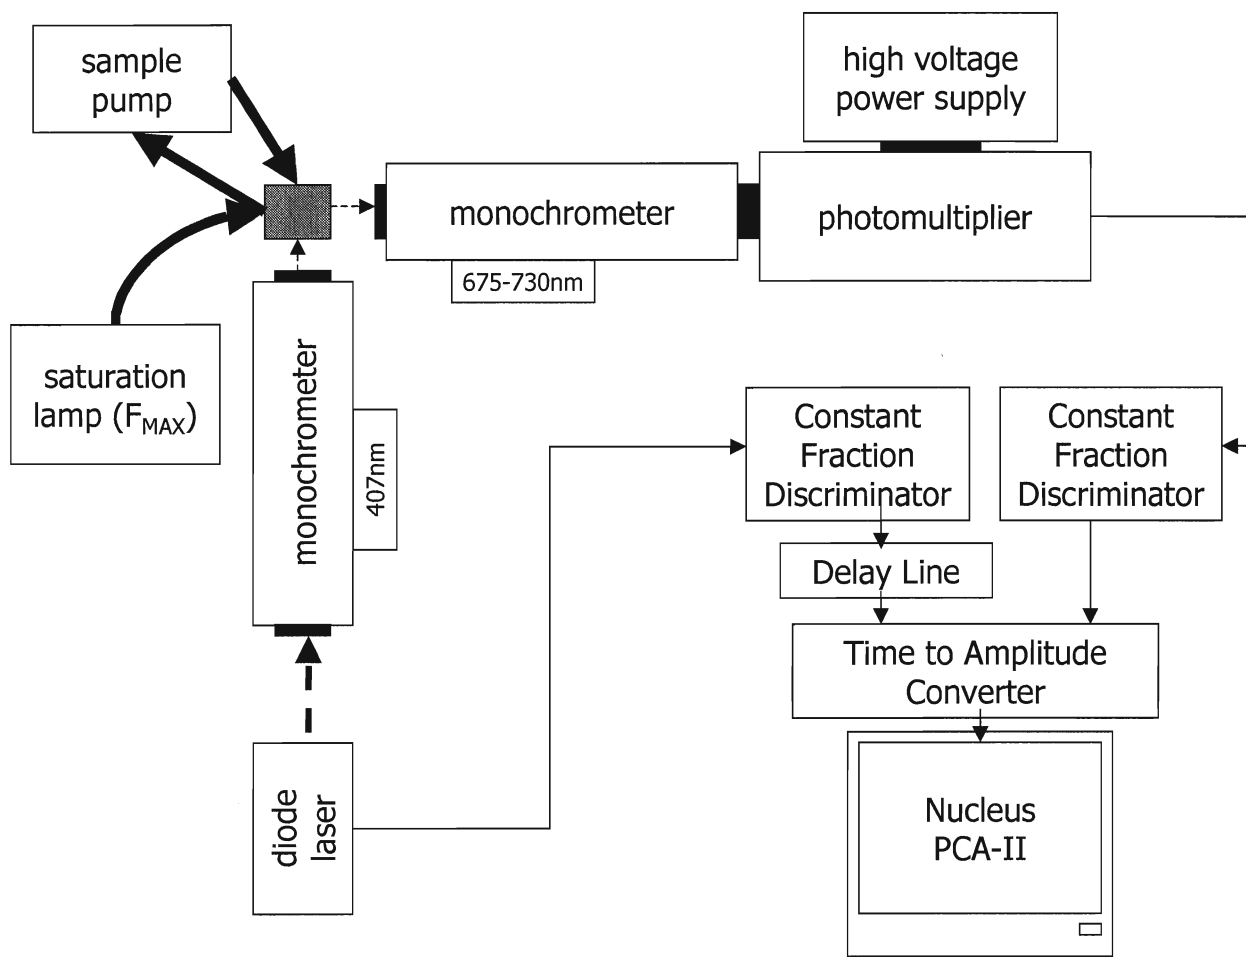 sample
pump
high voltage
power supply
monochrometer
photomultiplier
675-730nm
saturation
lamp (FMAX)
monochrometer
407nm
Constant
Fraction
Discriminator
Constant
Fraction
Discriminator
Delay Line
Time to Amplitude
Converter
diode
laser
Nucleus
PCA-II